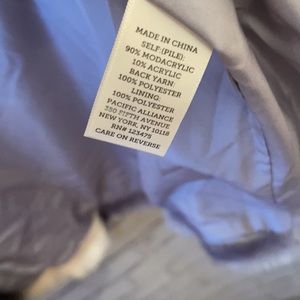 MADE IN CHINA
SELF:(PILE):
90% MODACRYLIC
10% ACRYLIC
BACK YARN:
100% POLYESTER
LINING:
100% POLYESTER
PACIFIC ALLIANCE
350 FIFTH AVENUE
NEW YORK, NY 10118
RN# 123475
CARE ON REVERSE